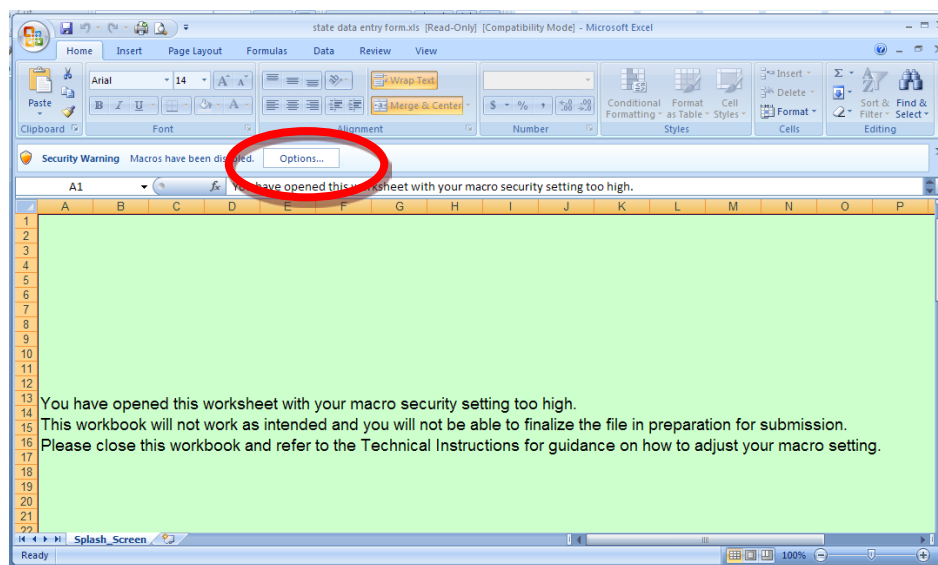 state data entry form.xls [Read-Only] [Compatibility Mode] - Microsoft Excel
Home Insert Page Layout Formulas Data Review View
Paste
Arial 14 A A
Wrap Text
Conditional Formatting
Format as Table
Cell Styles
Insert
Delete
Format
Σ
Sort & Filter
Find & Select
B I U A
Merge & Center
$ % , .0 .00 .00 .0
Clipboard Font Alignment Number Styles Cells Editing
Security Warning Macros have been disabled. Options...
A1 fx You have opened this worksheet with your macro security setting too high.
A B C D E F G H I J K L M N O P
1
2
3
4
5
6
7
8
9
10
11
12
13
14
15
16
17
18
19
20
21
22
You have opened this worksheet with your macro security setting too high.
This workbook will not work as intended and you will not be able to finalize the file in preparation for submission.
Please close this workbook and refer to the Technical Instructions for guidance on how to adjust your macro setting.
Splash_Screen
Ready 100%